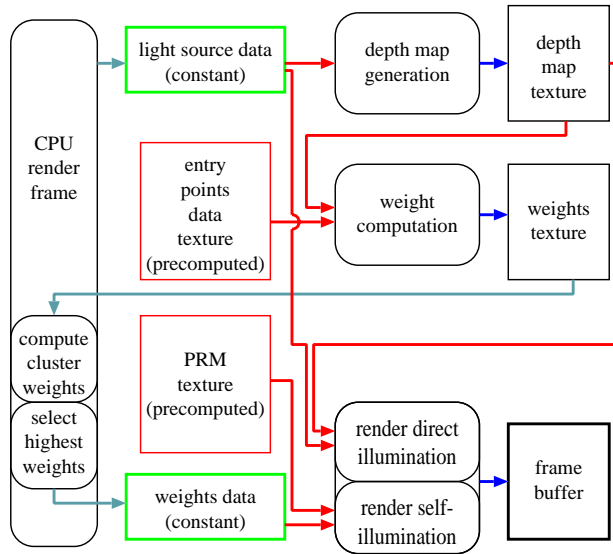 light source data
(constant)
depth map
generation
depth
map
texture
CPU
render
frame
entry
points
data
texture
(precomputed)
weight
computation
weights
texture
compute
cluster
weights
select
highest
weights
PRM
texture
(precomputed)
render direct
illumination
render self-
illumination
frame
buffer
weights data
(constant)